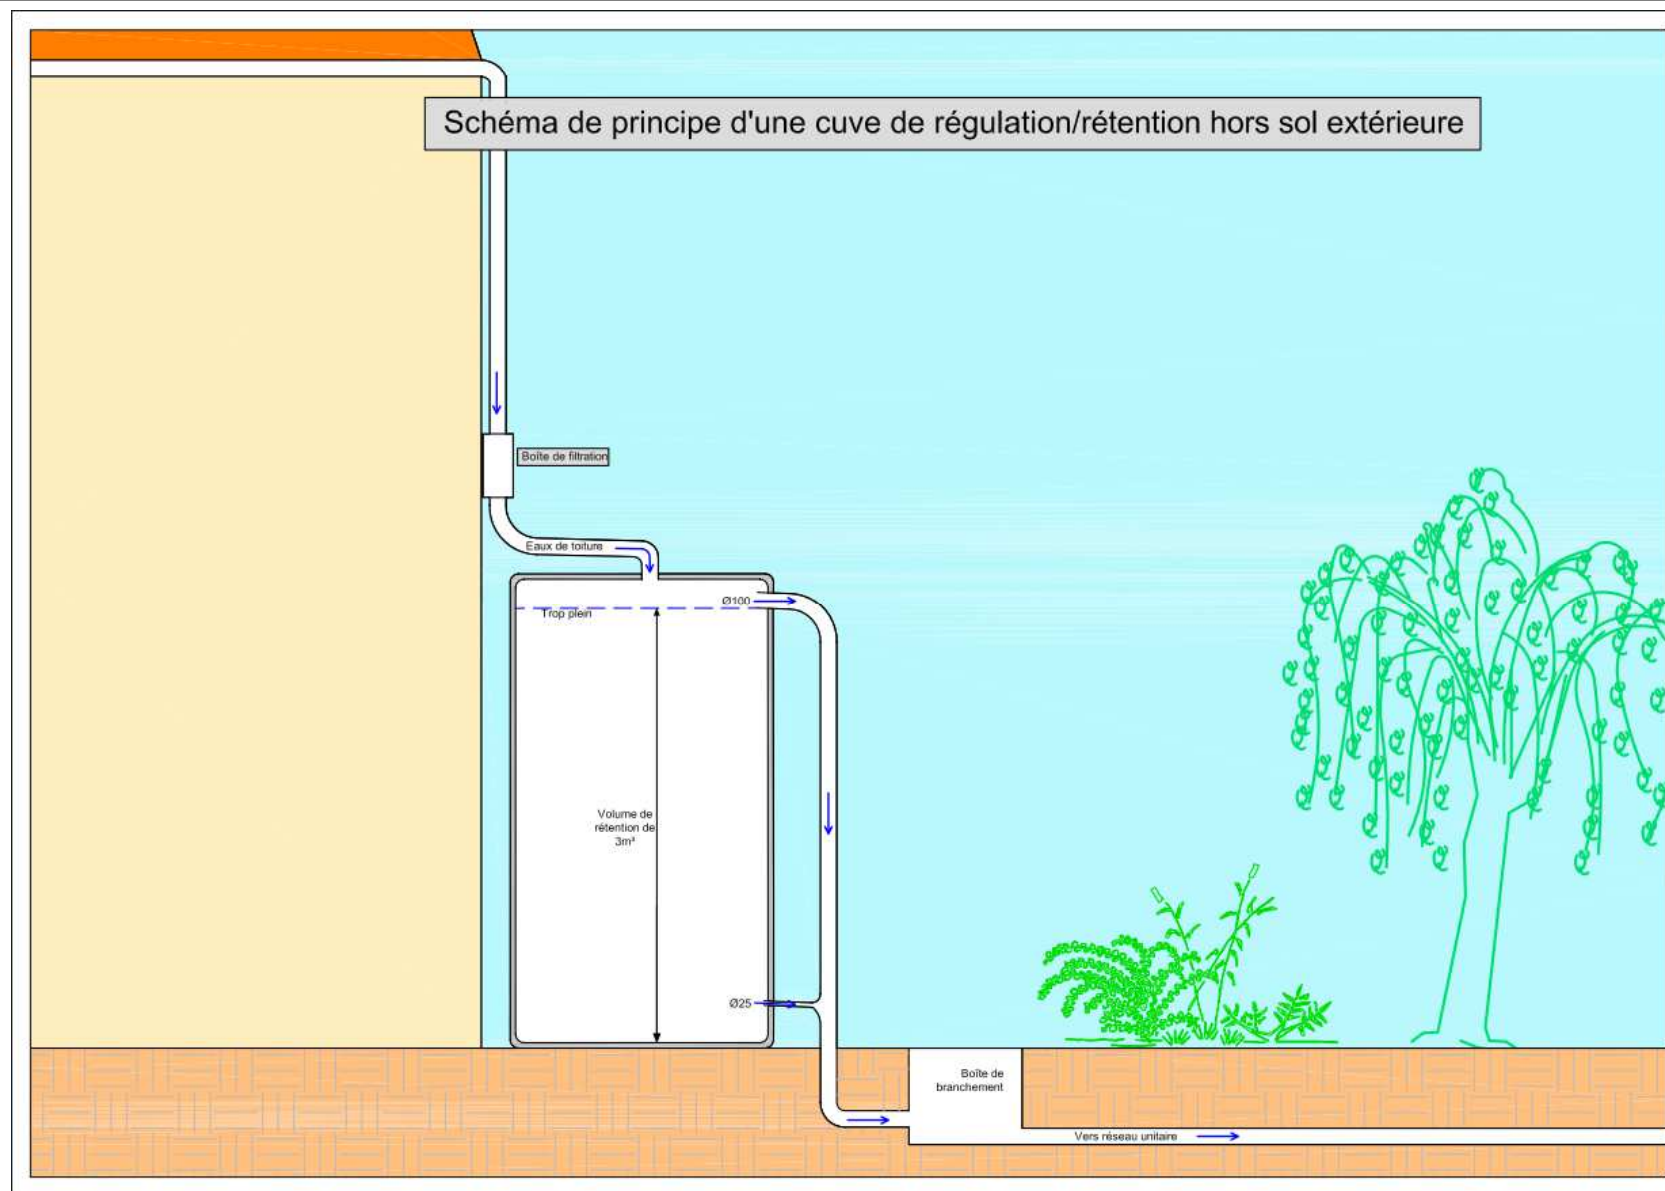 Schéma de principe d'une cuve de régulation/rétention hors sol extérieure
Boîte de filtration
Eaux de toiture
Ø100
Trop plein
Volume de
rétention de
3m³
Ø25
Boîte de
branchement
Vers réseau unitaire